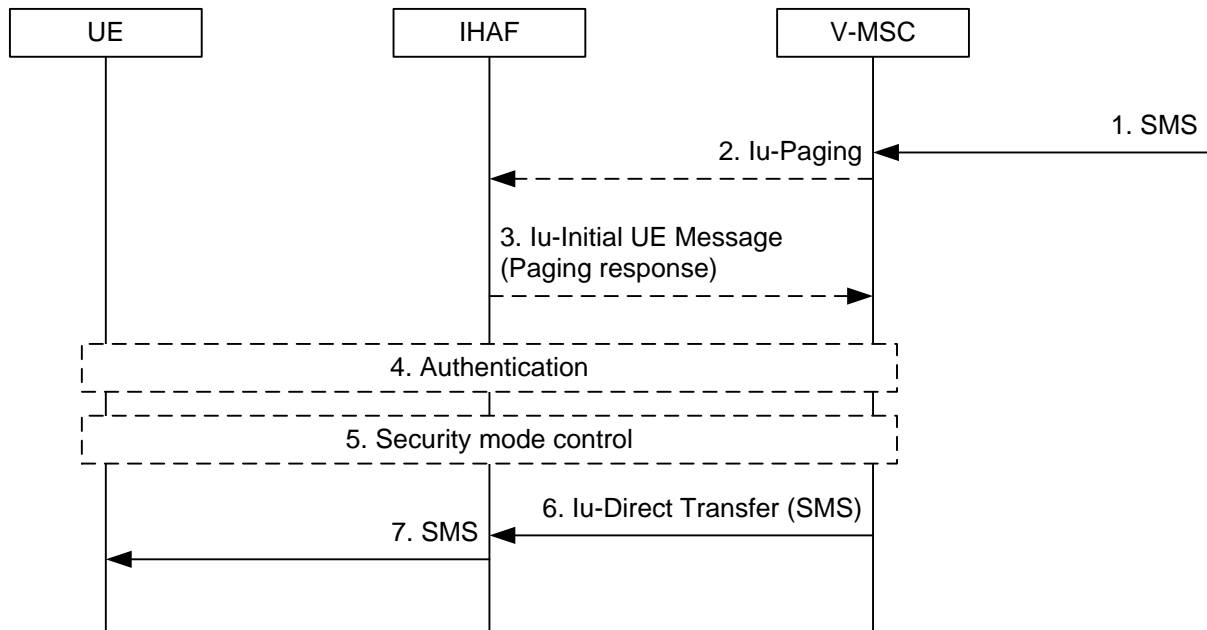 UE
IHAF
V-MSC
1. SMS
2. Iu-Paging
3. Iu-Initial UE Message
(Paging response)
4. Authentication
5. Security mode control
6. Iu-Direct Transfer (SMS)
7. SMS